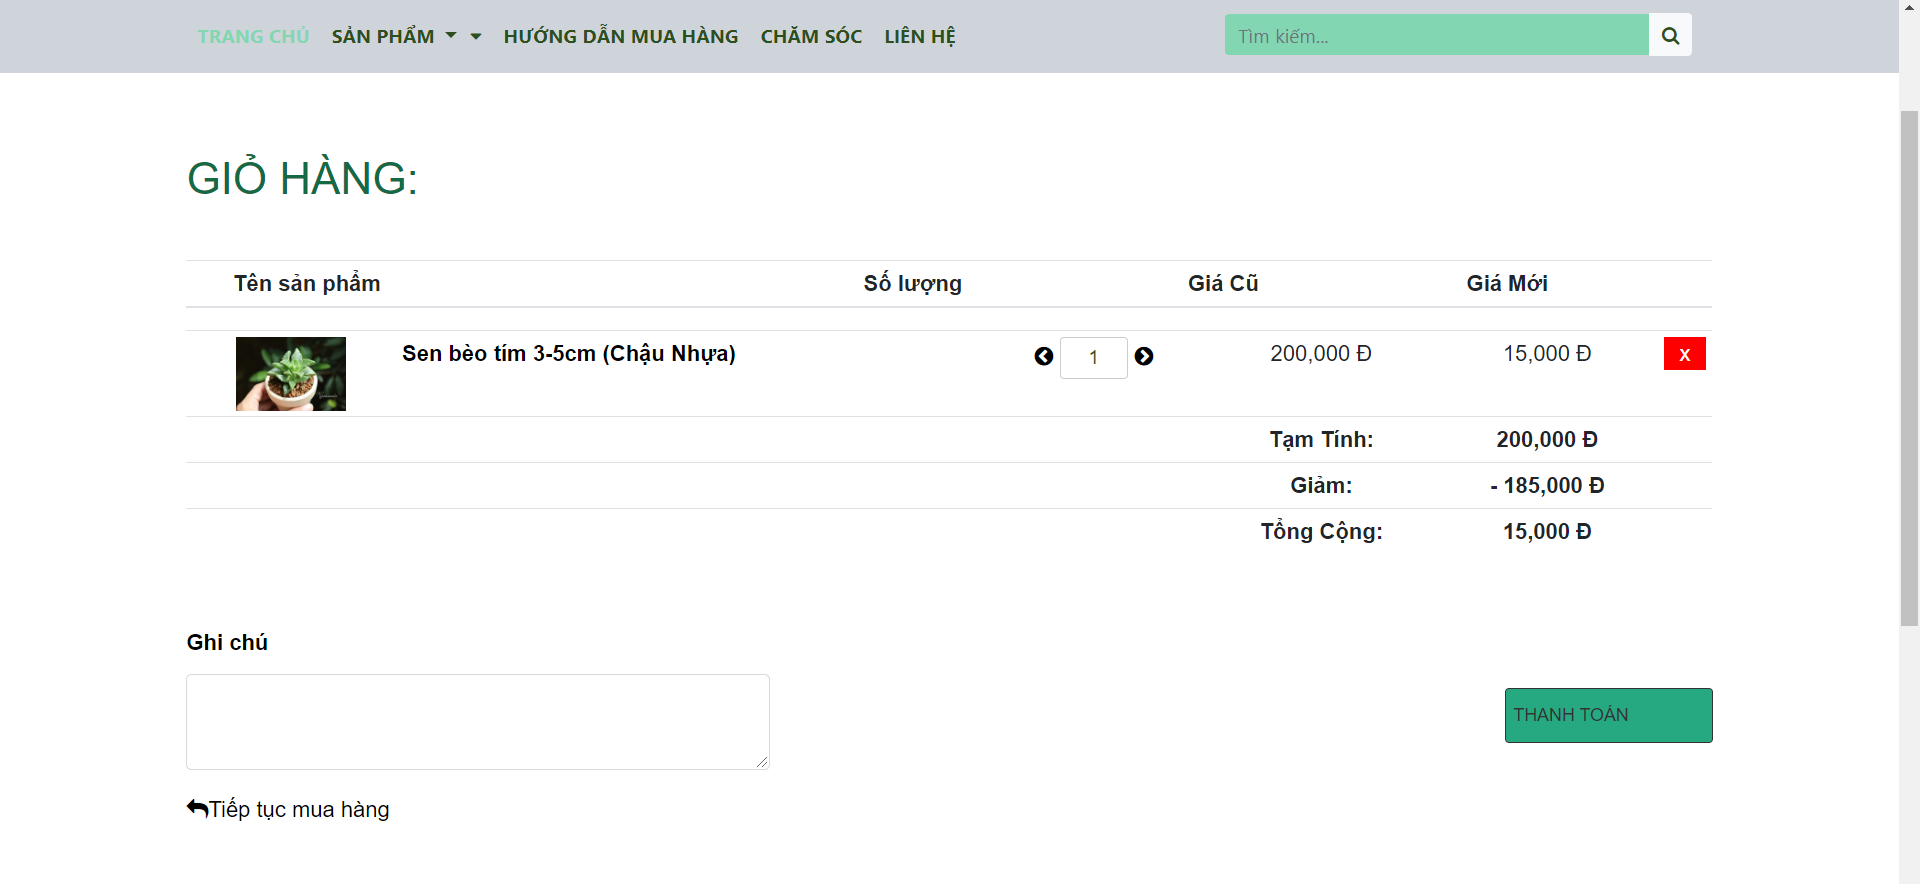 TRANG CHỦ SẢN PHẨM HƯỚNG DẪN MUA HÀNG CHĂM SÓC LIÊN HỆ Tìm kiếm...
GIỎ HÀNG:
Tên sản phẩm Số lượng Giá Cũ Giá Mới
Sen bèo tím 3-5cm (Chậu Nhựa) 1 200,000 Đ 15,000 Đ X
Tạm Tính: 200,000 Đ
Giảm: - 185,000 Đ
Tổng Cộng: 15,000 Đ
Ghi chú
THANH TOÁN
Tiếp tục mua hàng